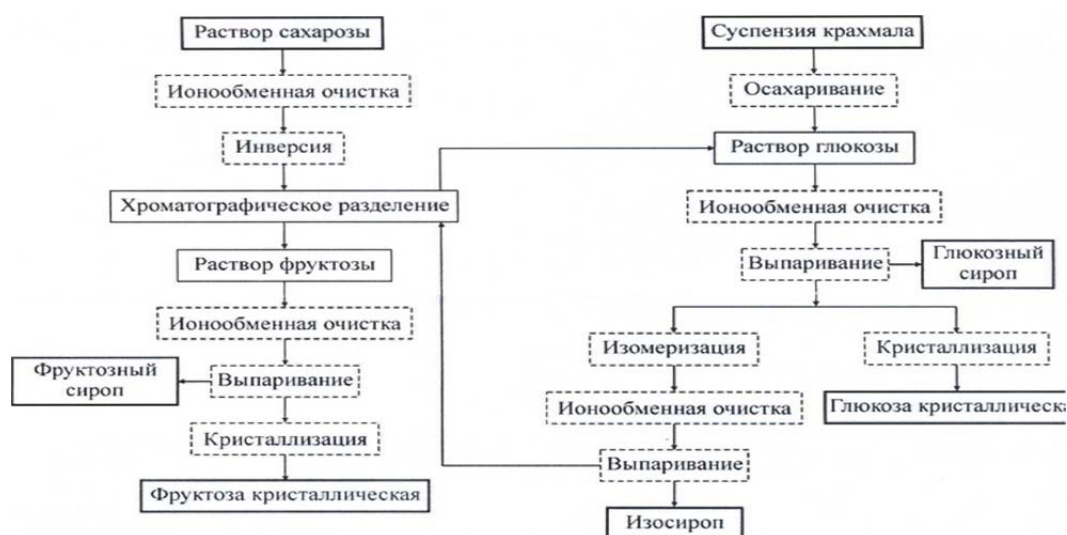 Раствор сахарозы
Ионообменная очистка
Инверсия
Хроматографическое разделение
Раствор фруктозы
Ионообменная очистка
Фруктозный
сироп
Выпаривание
Кристаллизация
Фруктоза кристаллическая
Суспензия крахмала
Осахаривание
Раствор глюкозы
Ионообменная очистка
Выпаривание
Глюкозный
сироп
Изомеризация
Кристаллизация
Ионообменная очистка
Глюкоза кристаллическа
Выпаривание
Изосироп